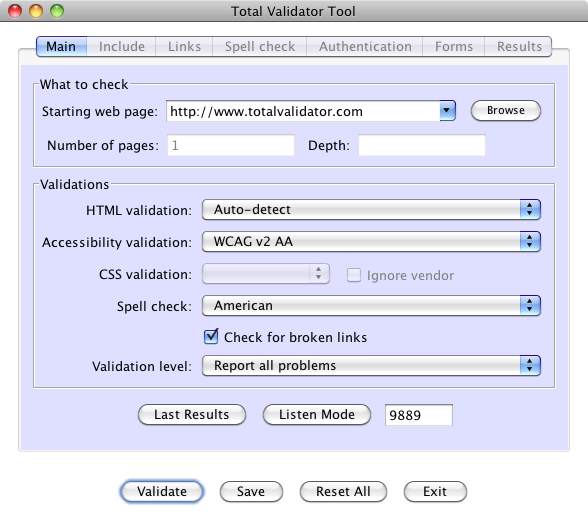 Total Validator Tool
Main Include Links Spell check Authentication Forms Results
What to check
Starting web page: http://www.totalvalidator.com Browse
Number of pages: 1 Depth:
Validations
HTML validation: Auto-detect
Accessibility validation: WCAG v2 AA
CSS validation: Ignore vendor
Spell check: American
Check for broken links
Validation level: Report all problems
Last Results Listen Mode 9889
Validate Save Reset All Exit